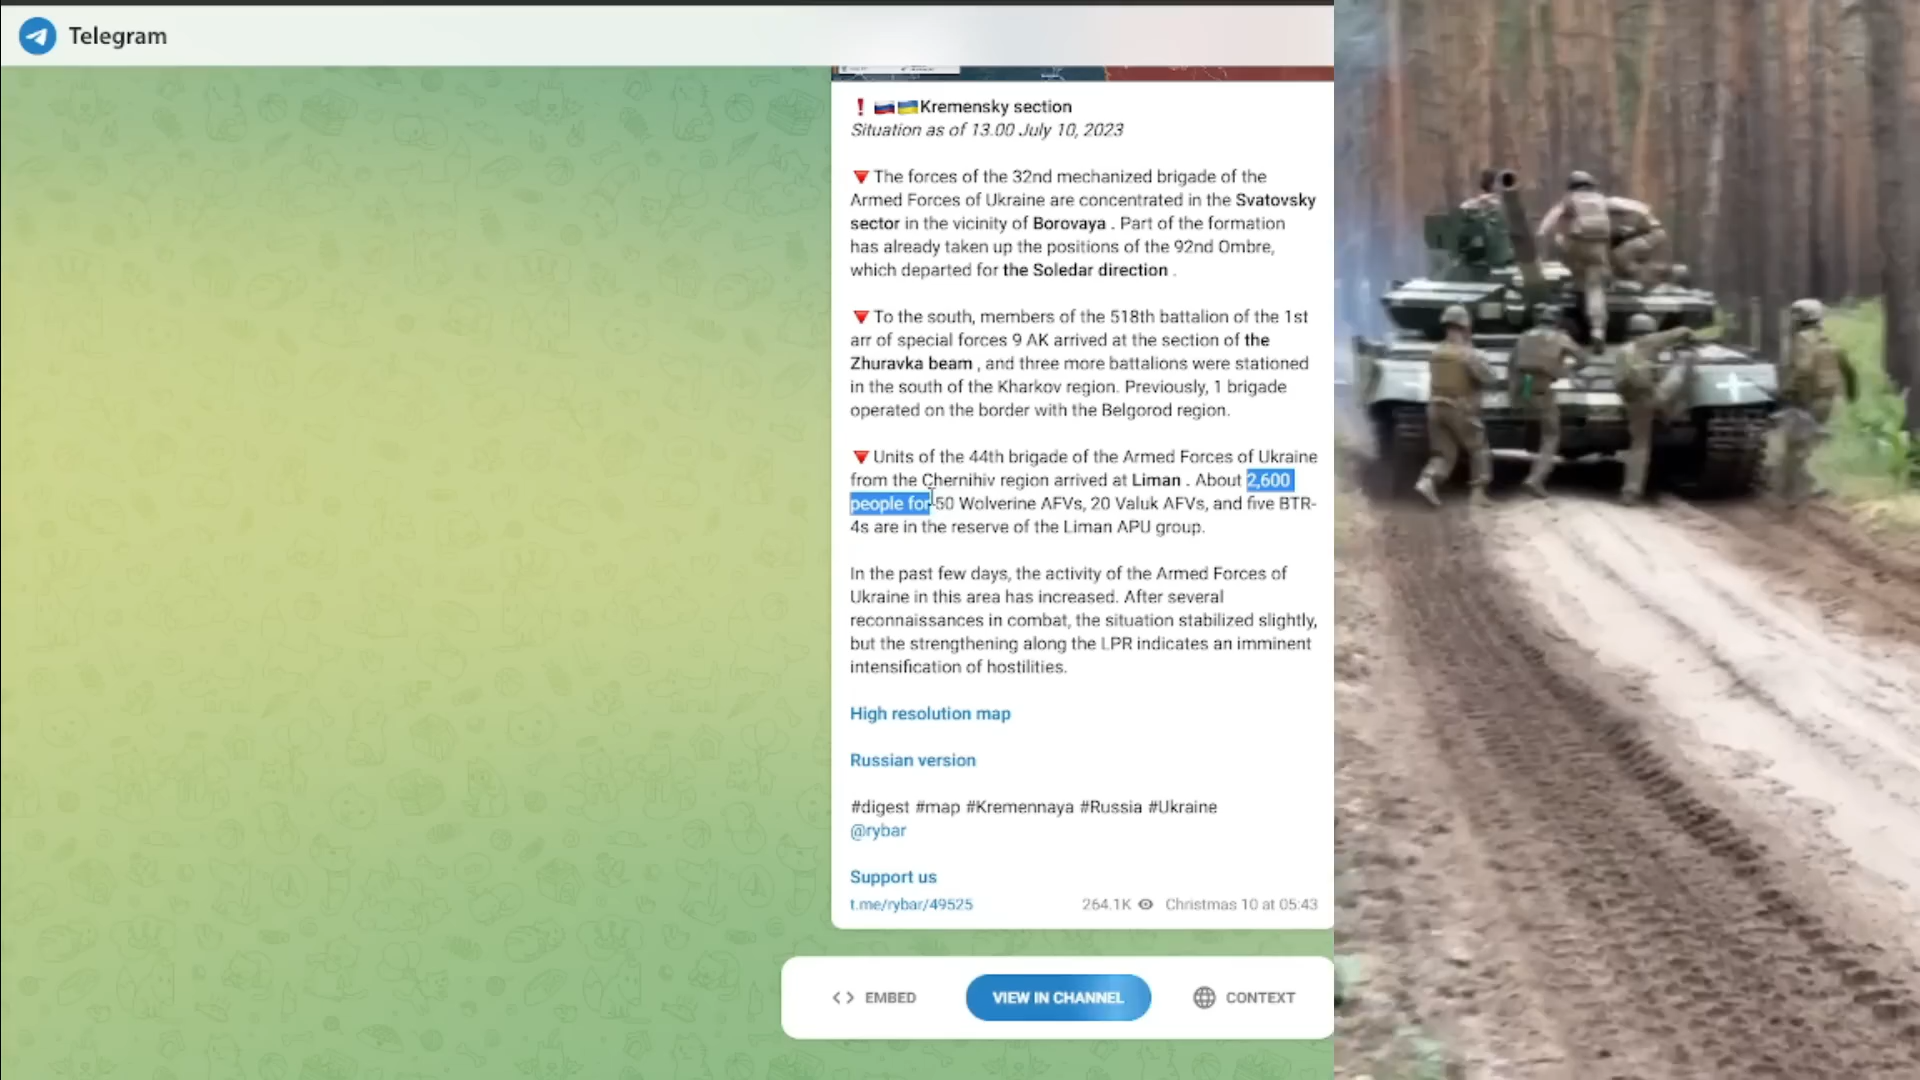 Telegram
❗🇷🇺🇺🇦Kremensky section
Situation as of 13.00 July 10, 2023
🔻The forces of the 32nd mechanized brigade of the
Armed Forces of Ukraine are concentrated in the Svatovsky
sector in the vicinity of Borovaya . Part of the formation
has already taken up the positions of the 92nd Ombre,
which departed for the Soledar direction .
🔻To the south, members of the 518th battalion of the 1st
arr of special forces 9 AK arrived at the section of the
Zhuravka beam , and three more battalions were stationed
in the south of the Kharkov region. Previously, 1 brigade
operated on the border with the Belgorod region.
🔻Units of the 44th brigade of the Armed Forces of Ukraine
from the Chernihiv region arrived at Liman . About 2,600
people for 50 Wolverine AFVs, 20 Valuk AFVs, and five BTR-
4s are in the reserve of the Liman APU group.
In the past few days, the activity of the Armed Forces of
Ukraine in this area has increased. After several
reconnaissances in combat, the situation stabilized slightly,
but the strengthening along the LPR indicates an imminent
intensification of hostilities.
High resolution map
Russian version
#digest #map #Kremennaya #Russia #Ukraine
@rybar
Support us
t.me/rybar/49525 264.1K Christmas 10 at 05:43
EMBED VIEW IN CHANNEL CONTEXT